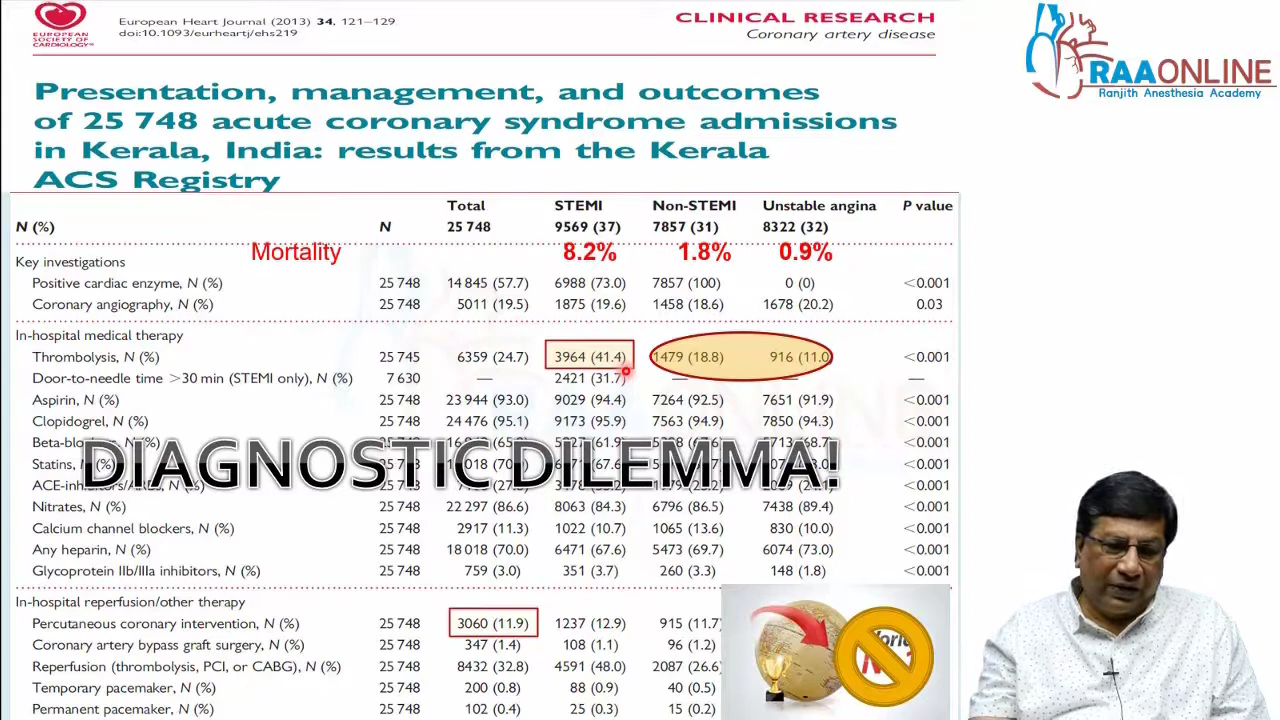 EUROPEAN
SOCIETY OF
CARDIOLOGY
European Heart Journal (2013) 34, 121–129
doi:10.1093/eurheartj/ehs219
CLINICAL RESEARCH
Coronary artery disease
RAAONLINE
Ranjith Anesthesia Academy
Presentation, management, and outcomes
of 25 748 acute coronary syndrome admissions
in Kerala, India: results from the Kerala
ACS Registry
Total STEMI Non-STEMI Unstable angina P value
N (%) N 25 748 9569 (37) 7857 (31) 8322 (32)
Mortality 8.2% 1.8% 0.9%
Key investigations
Positive cardiac enzyme, N (%) 25 748 14 845 (57.7) 6988 (73.0) 7857 (100) 0 (0) <0.001
Coronary angiography, N (%) 25 748 5011 (19.5) 1875 (19.6) 1458 (18.6) 1678 (20.2) 0.03
In-hospital medical therapy
Thrombolysis, N (%) 25 745 6359 (24.7) 3964 (41.4) 1479 (18.8) 916 (11.0) <0.001
Door-to-needle time >30 min (STEMI only), N (%) 7 630 — 2421 (31.7) — — —
Aspirin, N (%) 25 748 23 944 (93.0) 9029 (94.4) 7264 (92.5) 7651 (91.9) <0.001
Clopidogrel, N (%) 25 748 24 476 (95.1) 9173 (95.9) 7563 (94.9) 7850 (94.3) <0.001
<0.001
DIAGNOSTIC DILEMMA!
Statins, <0.001
25 748 <0.001
Nitrates, N (%) 25 748 22 297 (86.6) 8063 (84.3) 6796 (86.5) 7438 (89.4) <0.001
Calcium channel blockers, N (%) 25 748 2917 (11.3) 1022 (10.7) 1065 (13.6) 830 (10.0) <0.001
Any heparin, N (%) 25 748 18 018 (70.0) 6471 (67.6) 5473 (69.7) 6074 (73.0) <0.001
Glycoprotein IIb/IIIa inhibitors, N (%) 25 748 759 (3.0) 351 (3.7) 260 (3.3) 148 (1.8) <0.001
In-hospital reperfusion/other therapy
Percutaneous coronary intervention, N (%) 25 748 3060 (11.9) 1237 (12.9) 915 (11.7)
Coronary artery bypass graft surgery, N (%) 25 748 347 (1.4) 108 (1.1) 96 (1.2)
Reperfusion (thrombolysis, PCI, or CABG), N (%) 25 748 8432 (32.8) 4591 (48.0) 2087 (26.6)
Temporary pacemaker, N (%) 25 748 200 (0.8) 88 (0.9) 40 (0.5)
Permanent pacemaker, N (%) 25 748 102 (0.4) 25 (0.3) 15 (0.2)